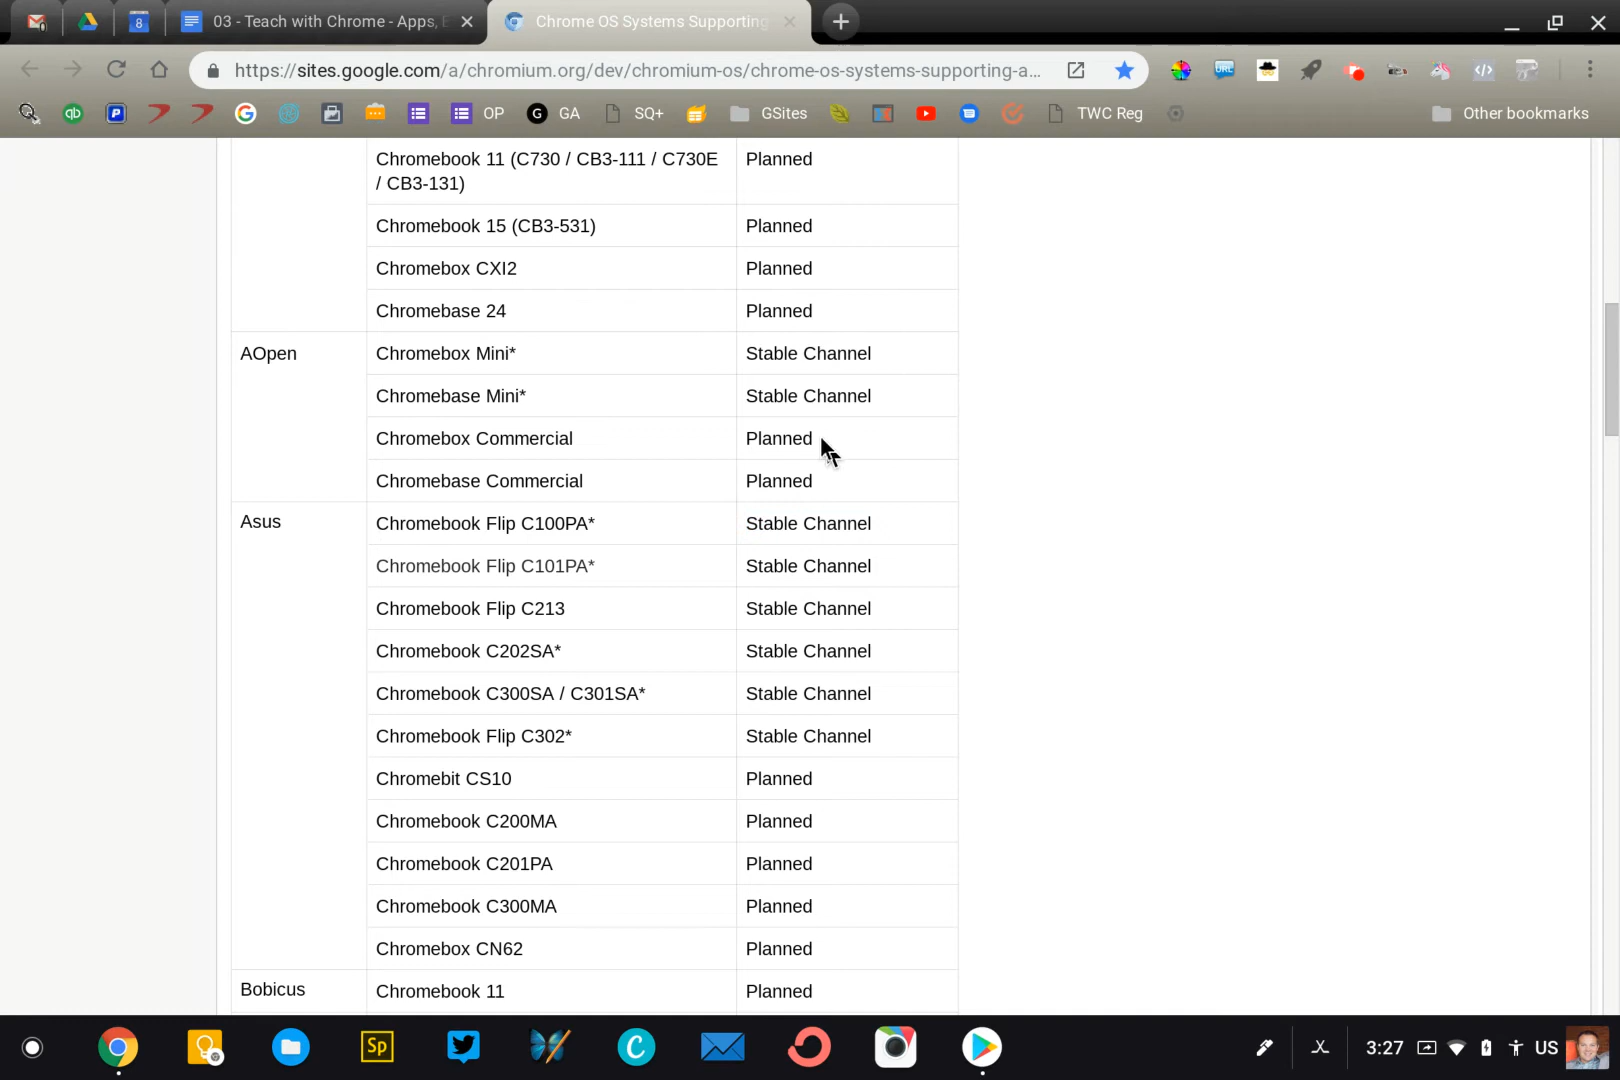 03 - Teach with Chrome - Apps, E
Chrome OS Systems Supporting
https://sites.google.com/a/chromium.org/dev/chromium-os/chrome-os-systems-supporting-a...
OP
GA
SQ+
GSites
TWC Reg
Other bookmarks
Chromebook 11 (C730 / CB3-111 / C730E / CB3-131) Planned
Chromebook 15 (CB3-531) Planned
Chromebox CXI2 Planned
Chromebase 24 Planned
AOpen Chromebox Mini* Stable Channel
Chromebase Mini* Stable Channel
Chromebox Commercial Planned
Chromebase Commercial Planned
Asus Chromebook Flip C100PA* Stable Channel
Chromebook Flip C101PA* Stable Channel
Chromebook Flip C213 Stable Channel
Chromebook C202SA* Stable Channel
Chromebook C300SA / C301SA* Stable Channel
Chromebook Flip C302* Stable Channel
Chromebit CS10 Planned
Chromebook C200MA Planned
Chromebook C201PA Planned
Chromebook C300MA Planned
Chromebox CN62 Planned
Bobicus Chromebook 11 Planned
Sp
3:27
US